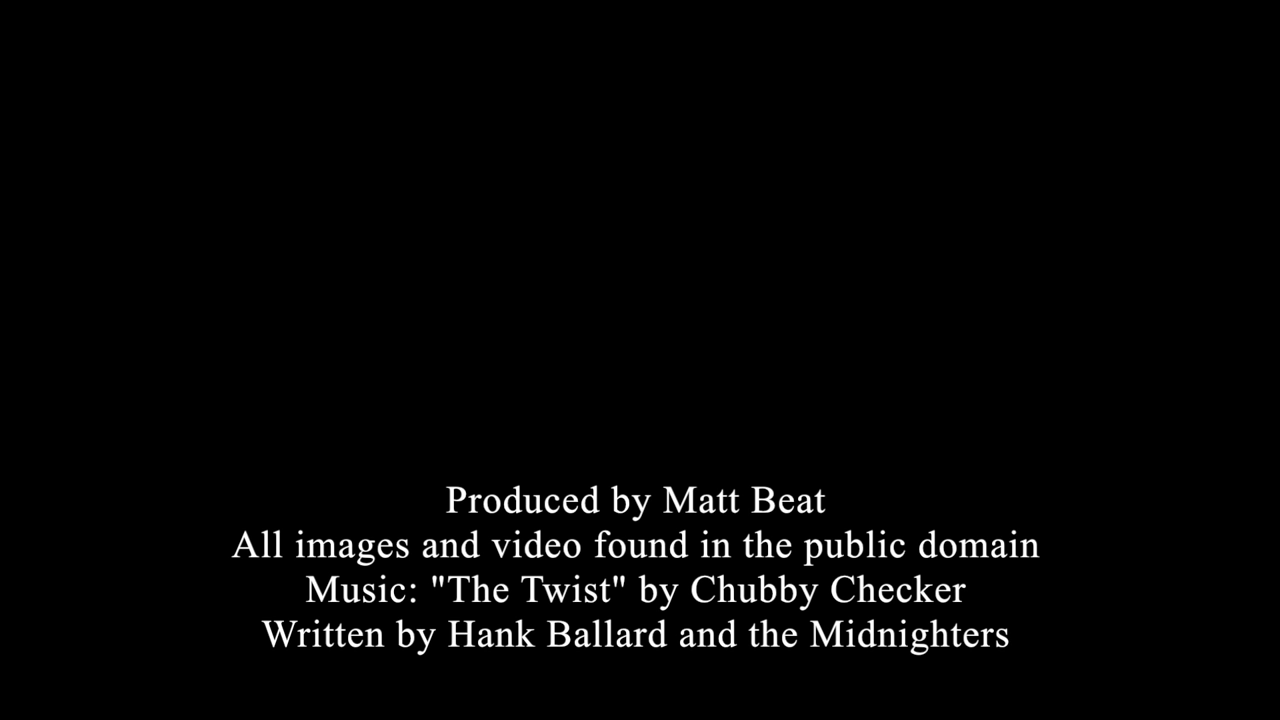 Produced by Matt Beat
All images and video found in the public domain
Music: "The Twist" by Chubby Checker
Written by Hank Ballard and the Midnighters